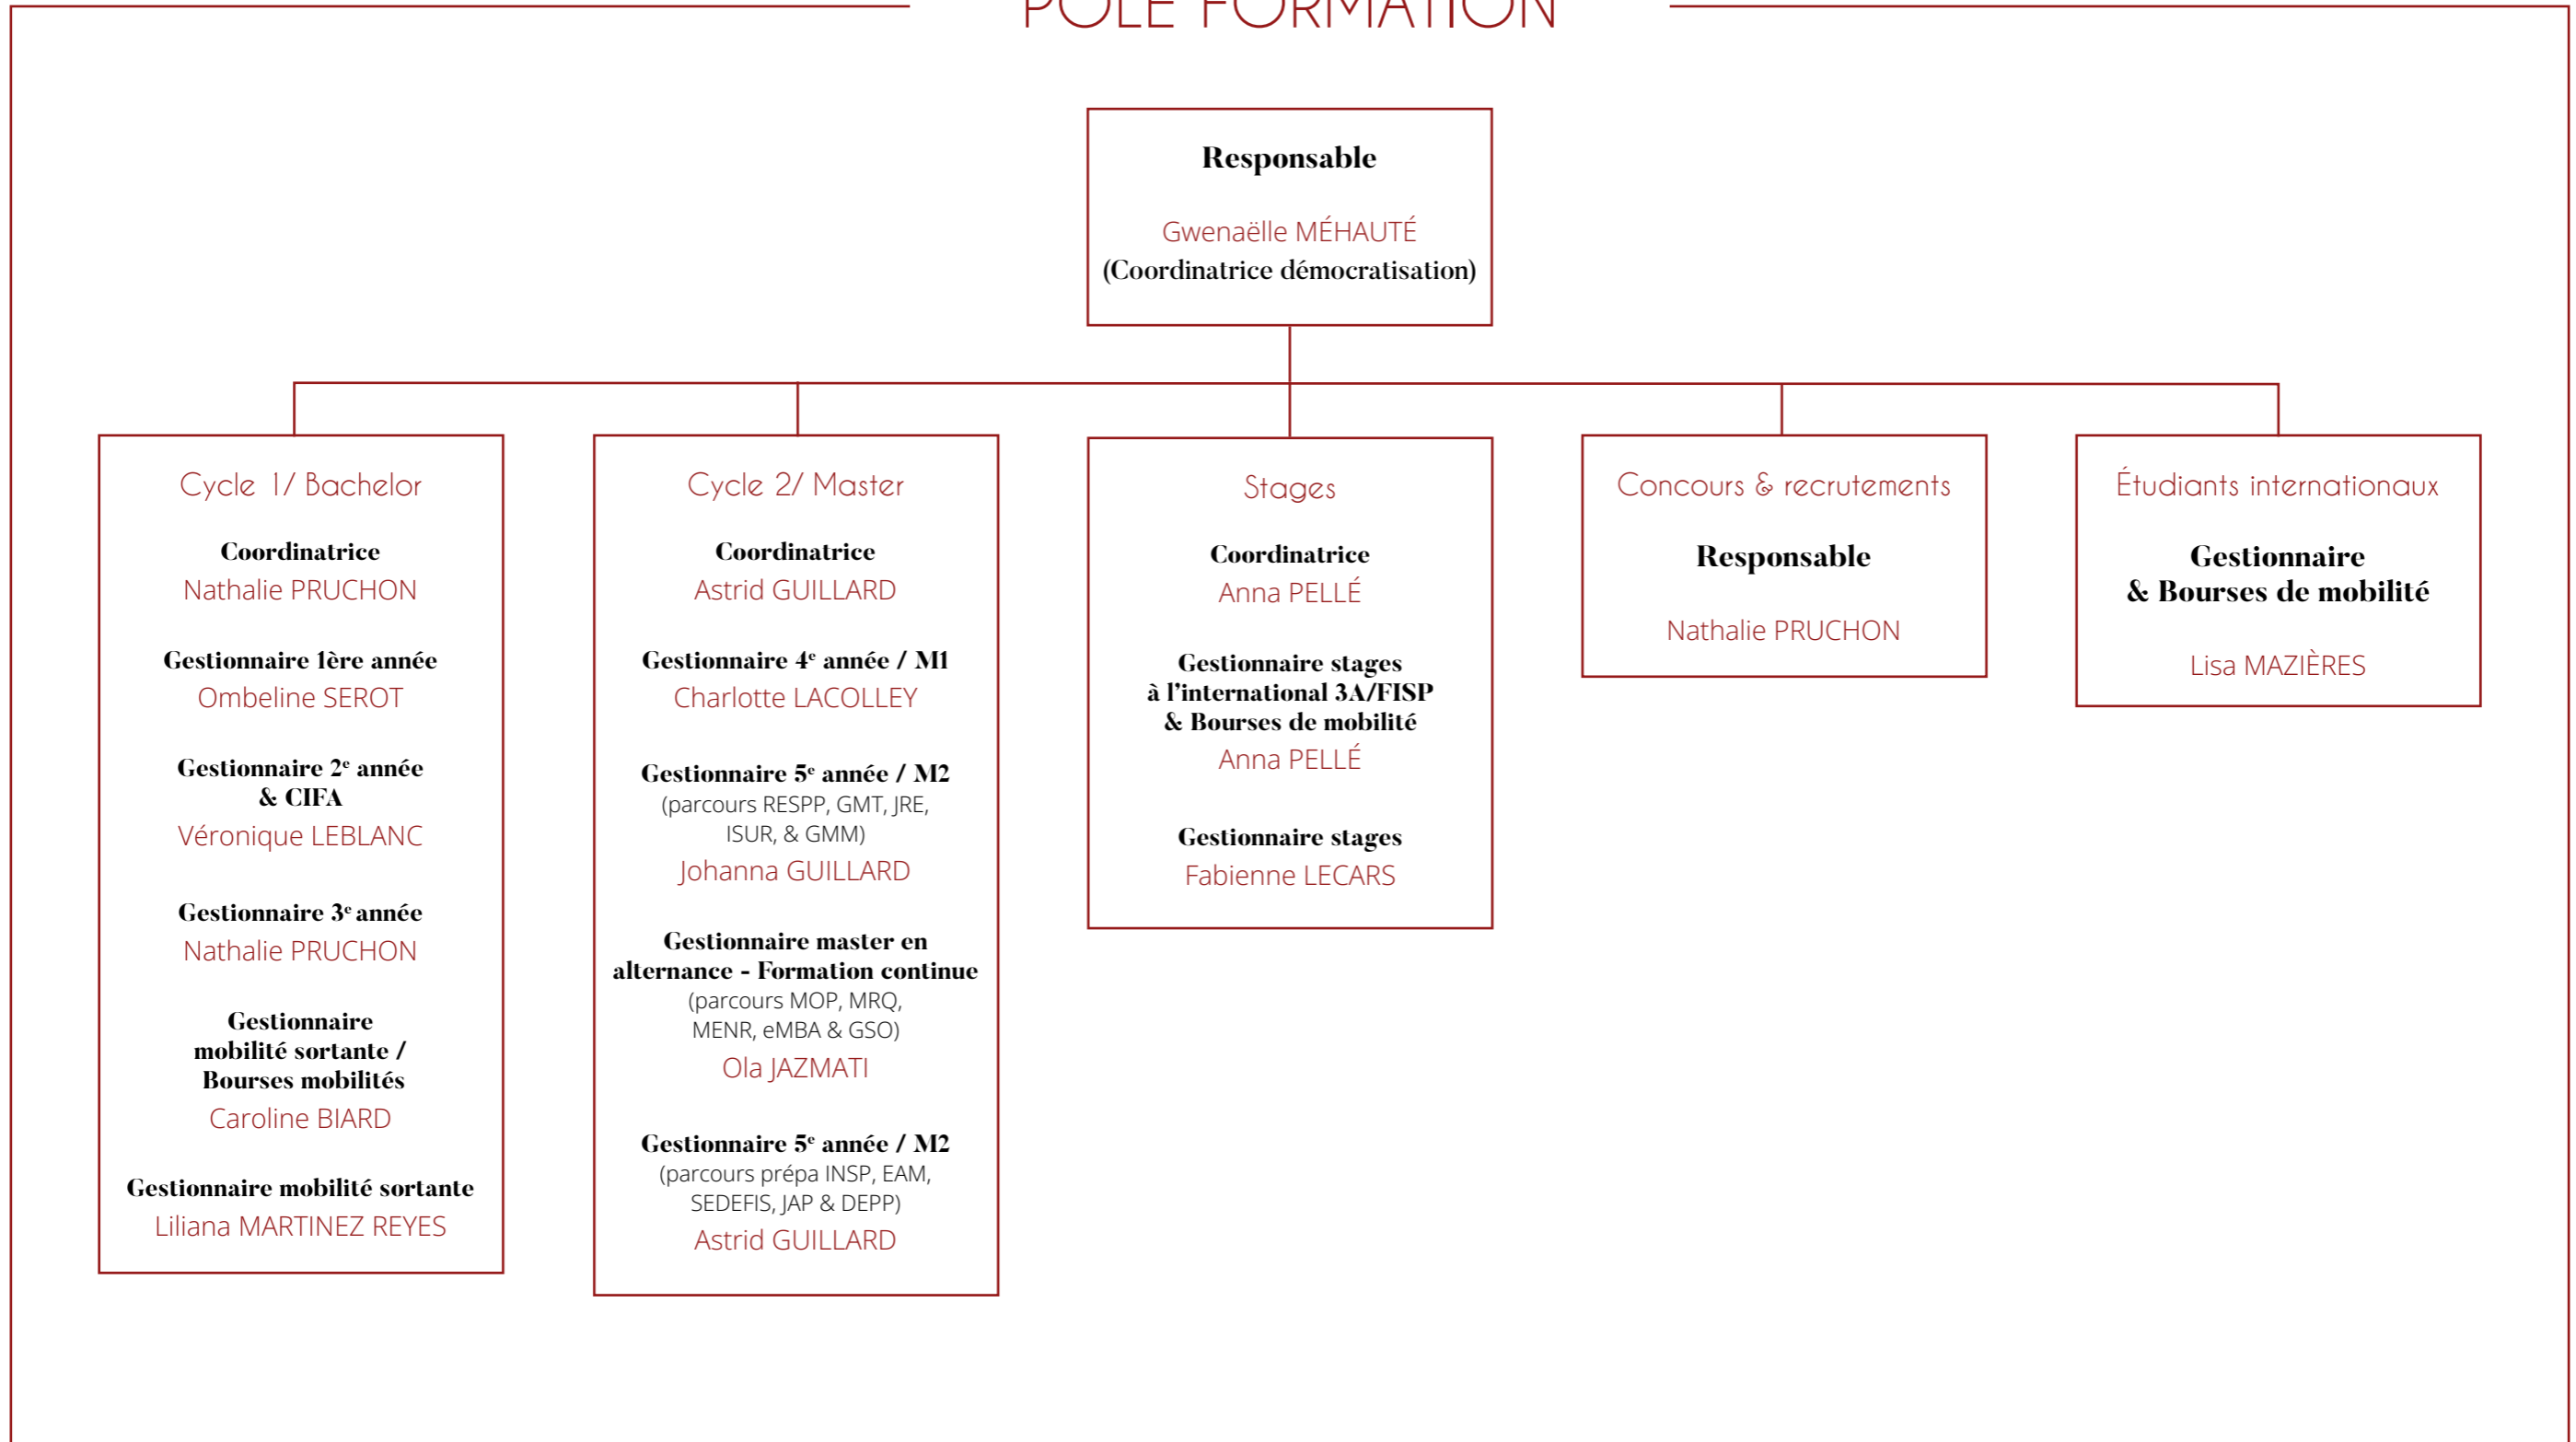 PÔLE FORMATION
Responsable
Gwenaëlle MÉHAUTÉ
(Coordinatrice démocratisation)
Cycle 1/ Bachelor
Coordinatrice
Nathalie PRUCHON
Gestionnaire 1ère année
Ombeline SEROT
Gestionnaire 2e année
& CIFA
Véronique LEBLANC
Gestionnaire 3e année
Nathalie PRUCHON
Gestionnaire
mobilité sortante /
Bourses mobilités
Caroline BIARD
Gestionnaire mobilité sortante
Liliana MARTINEZ REYES
Cycle 2/ Master
Coordinatrice
Astrid GUILLARD
Gestionnaire 4e année / M1
Charlotte LACOLLEY
Gestionnaire 5e année / M2
(parcours RESPP, GMT, JRE,
ISUR, & GMM)
Johanna GUILLARD
Gestionnaire master en
alternance - Formation continue
(parcours MOP, MRQ,
MENR, eMBA & GSO)
Ola JAZMATI
Gestionnaire 5e année / M2
(parcours prépa INSP, EAM,
SEDEFIS, JAP & DEPP)
Astrid GUILLARD
Stages
Coordinatrice
Anna PELLÉ
Gestionnaire stages
à l'international 3A/FISP
& Bourses de mobilité
Anna PELLÉ
Gestionnaire stages
Fabienne LECARS
Concours & recrutements
Responsable
Nathalie PRUCHON
Étudiants internationaux
Gestionnaire
& Bourses de mobilité
Lisa MAZIÈRES